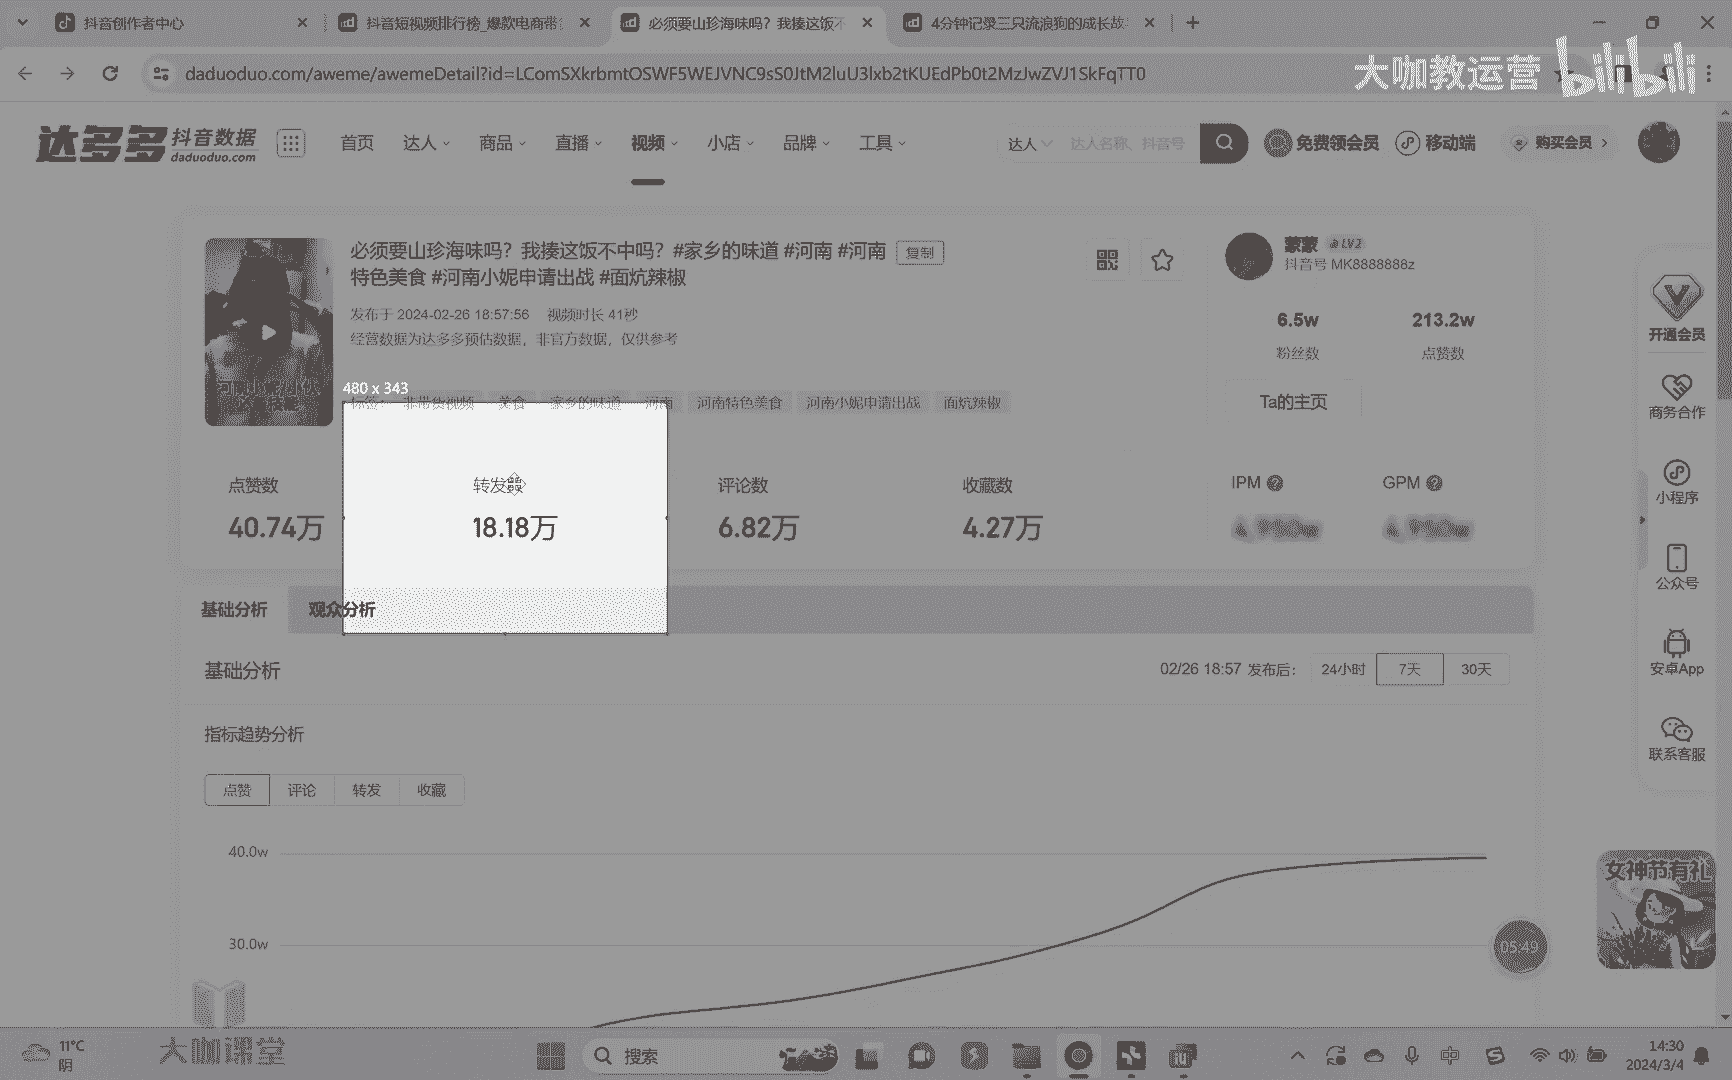 抖音创作者中心
抖音短视频排行榜_爆款电商带
必须要山珍海味吗？我揍这饭不
4分钟记录三只流浪狗的成长故
daduoduo.com/aweme/awemeDetail?id=LComSXkrbmtOSWF5WEJVNC9sS0JtM2luU3lxb2tKUEdPb0t2MzJwZVJ1SkFqTT0
大咖教运营 bilibili
达多多 抖音数据
daduoduo.com
首页 达人 商品 直播 视频 小店 品牌 工具
达人 达人名称、抖音号
免费领会员 移动端 购买会员
必须要山珍海味吗？我揍这饭不中吗？#家乡的味道 #河南 #河南
特色美食 #河南小妮申请出战 #面炕辣椒
复制
发布于 2024-02-26 18:57:56 视频时长 41秒
经营数据为达多多预估数据，非官方数据，仅供参考
480 x 343
标签： 非带货视频 美食 家乡的味道 河南 河南特色美食 河南小妮申请出战 面炕辣椒
蒙蒙 LV2
抖音号 MK8888888z
6.5w 213.2w
粉丝数 点赞数
Ta的主页
点赞数 转发数 评论数 收藏数
40.74万 18.18万 6.82万 4.27万
IPM GPM
基础分析 观众分析
基础分析
02/26 18:57 发布后： 24小时 7天 30天
指标趋势分析
点赞 评论 转发 收藏
40.0w
30.0w
开通会员
商务合作
小程序
公众号
安卓App
联系客服
女神节有礼
05:49
大咖课堂
11°C
阴
搜索
中
14:30
2024/3/4